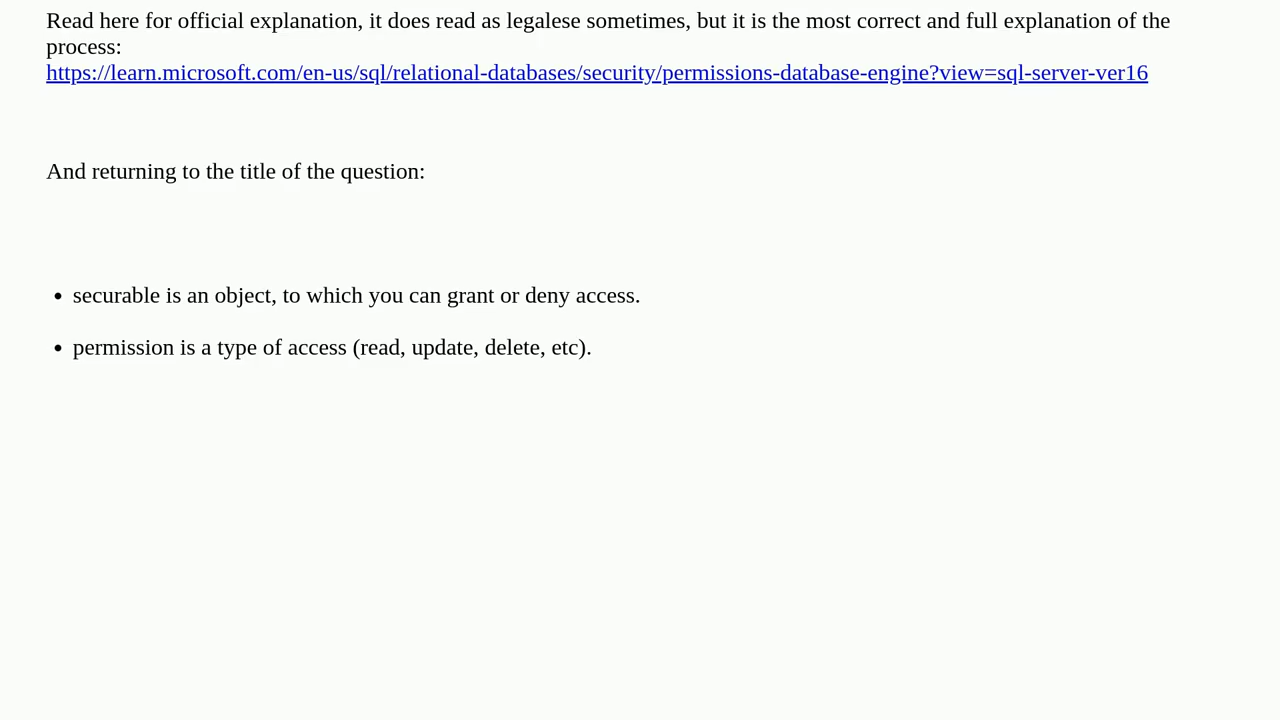 Read here for official explanation, it does read as legalese sometimes, but it is the most correct and full explanation of the
process:
https://learn.microsoft.com/en-us/sql/relational-databases/security/permissions-database-engine?view=sql-server-ver16
And returning to the title of the question:
• securable is an object, to which you can grant or deny access.
• permission is a type of access (read, update, delete, etc).